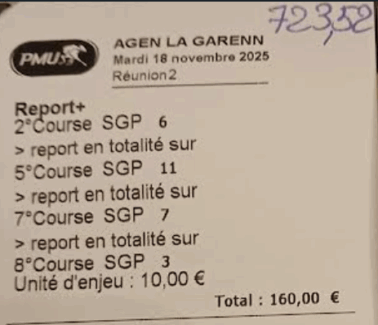 723,52
PMU
AGEN LA GARENN
Mardi 18 novembre 2025
Réunion2
Report+
2°Course SGP 6
> report en totalité sur
5°Course SGP 11
> report en totalité sur
7°Course SGP 7
> report en totalité sur
8°Course SGP 3
Unité d'enjeu : 10,00 €
Total : 160,00 €